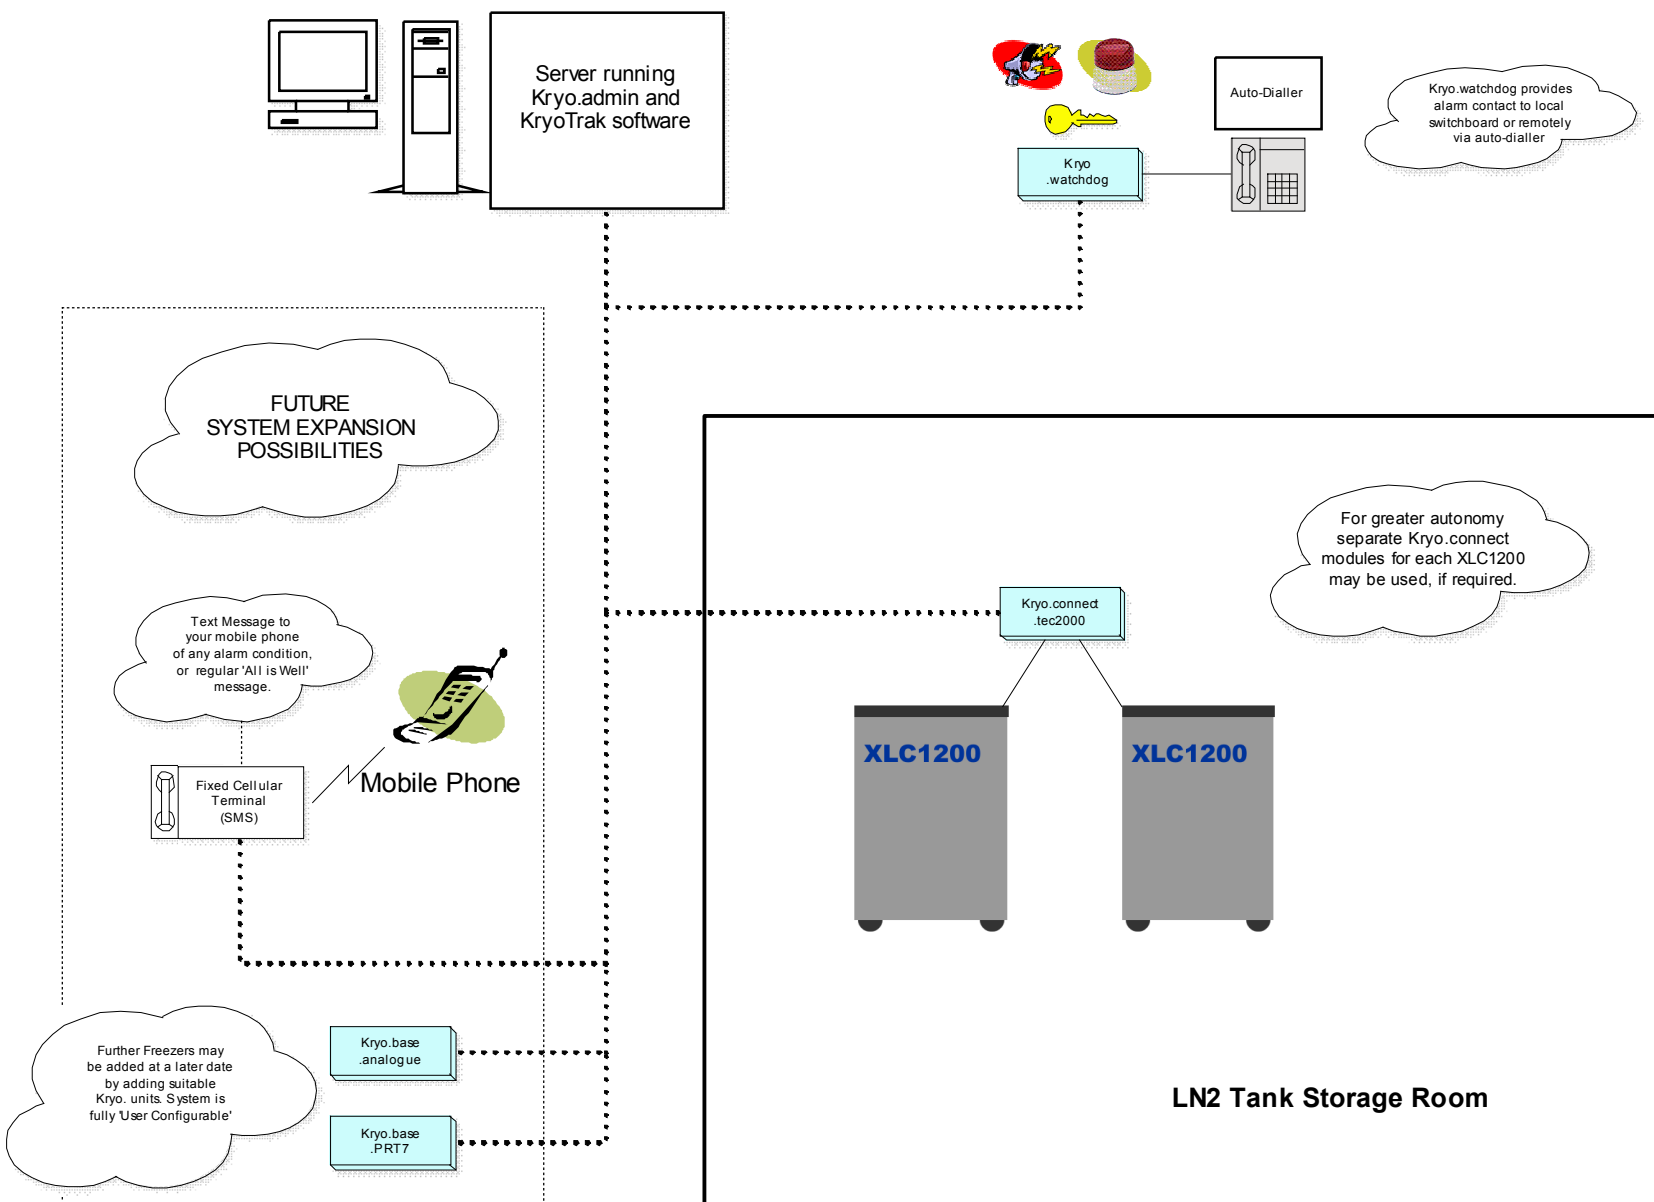 Server running
Kryo.admin and
KryoTrak software
Auto-Dialler
Kryo.watchdog provides
alarm contact to local
switchboard or remotely
via auto-dialler
Kryo
.watchdog
FUTURE
SYSTEM EXPANSION
POSSIBILITIES
For greater autonomy
separate Kryo.connect
modules for each XLC1200
may be used, if required.
Kryo.connect
.tec2000
Text Message to
your mobile phone
of any alarm condition,
or regular 'All is Well'
message.
XLC1200
XLC1200
Mobile Phone
Fixed Cellular
Terminal
(SMS)
Further Freezers may
be added at a later date
by adding suitable
Kryo. units. System is
fully 'User Configurable'
Kryo.base
.analogue
Kryo.base
.PRT7
LN2 Tank Storage Room